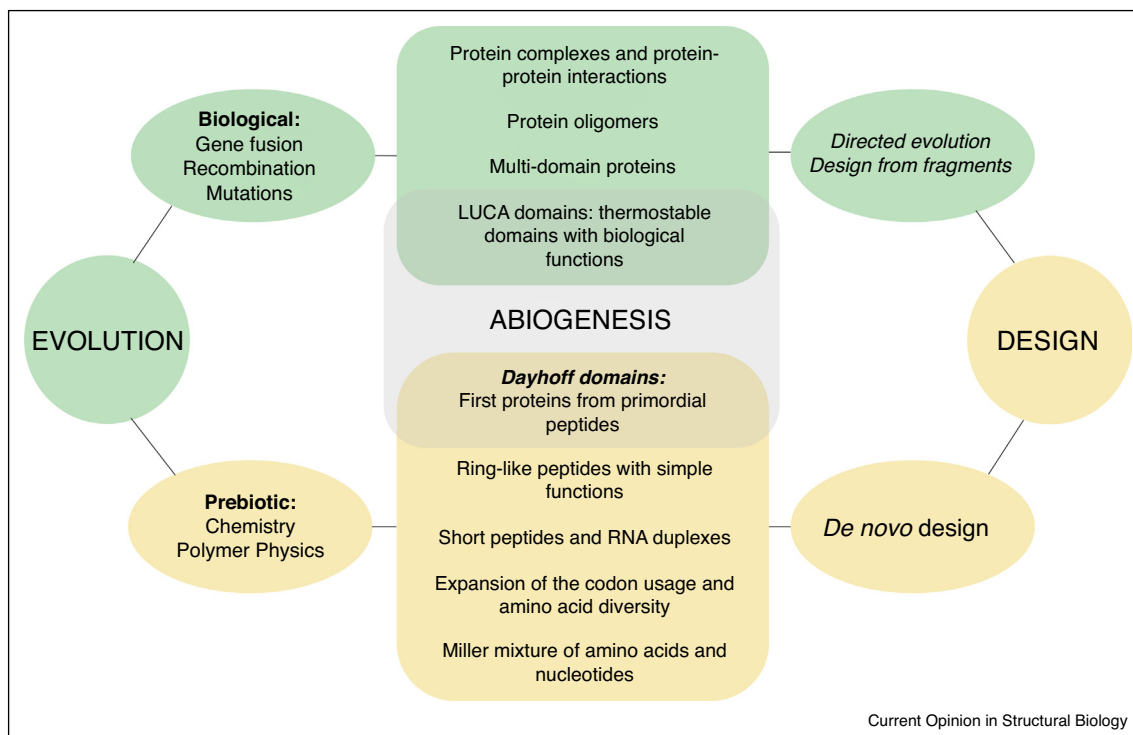 Protein complexes and protein-
protein interactions
Biological:
Gene fusion
Recombination
Mutations
Protein oligomers
Multi-domain proteins
Directed evolution
Design from fragments
LUCA domains: thermostable
domains with biological
functions
EVOLUTION
ABIOGENESIS
DESIGN
Dayhoff domains:
First proteins from primordial
peptides
Ring-like peptides with simple
functions
Prebiotic:
Chemistry
Polymer Physics
Short peptides and RNA duplexes
De novo design
Expansion of the codon usage and
amino acid diversity
Miller mixture of amino acids and
nucleotides
Current Opinion in Structural Biology